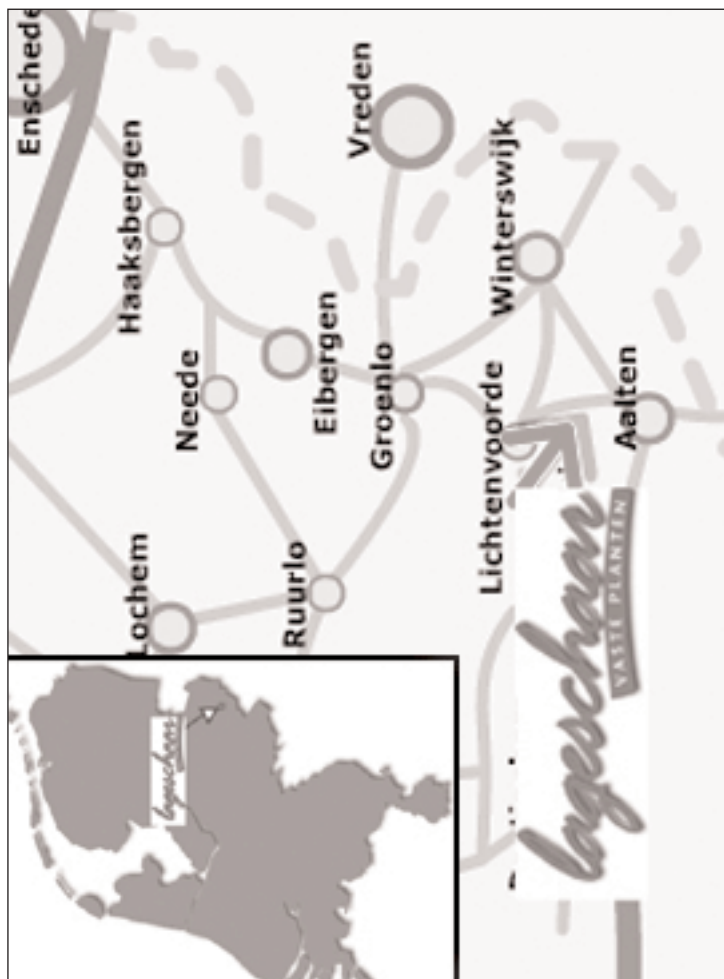 Enschede
Lochem
Haaksbergen
lageschaar
Neede
Ruurlo
Eibergen
Vreden
Groenlo
Lichtenvoorde
Winterswijk
lageschaar
VASTE PLANTEN
Aalten